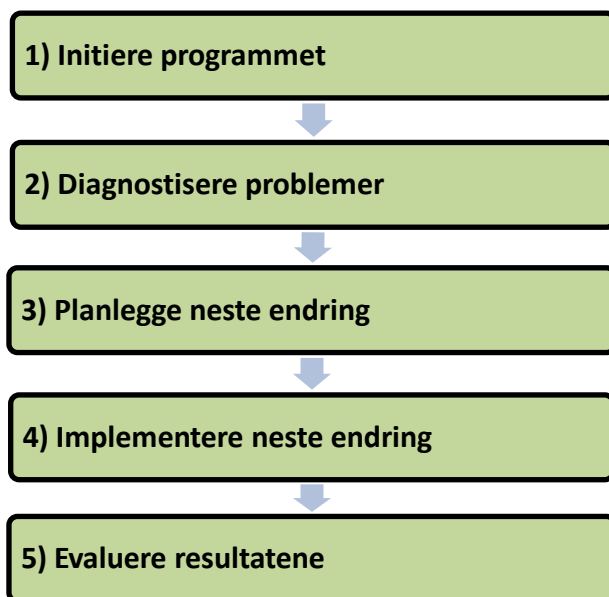 1) Initiere programmet
2) Diagnostisere problemer
3) Planlegge neste endring
4) Implementere neste endring
5) Evaluere resultatene